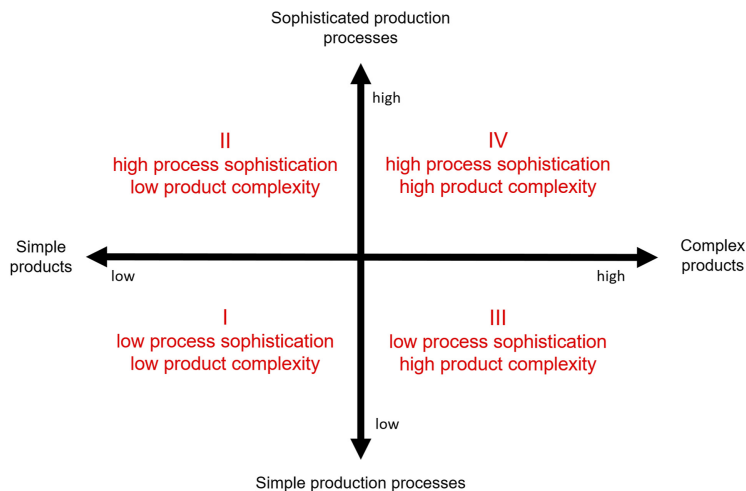 Sophisticated production
processes
high
II
high process sophistication
low product complexity
IV
high process sophistication
high product complexity
Simple
products
low
high
Complex
products
I
low process sophistication
low product complexity
III
low process sophistication
high product complexity
low
Simple production processes